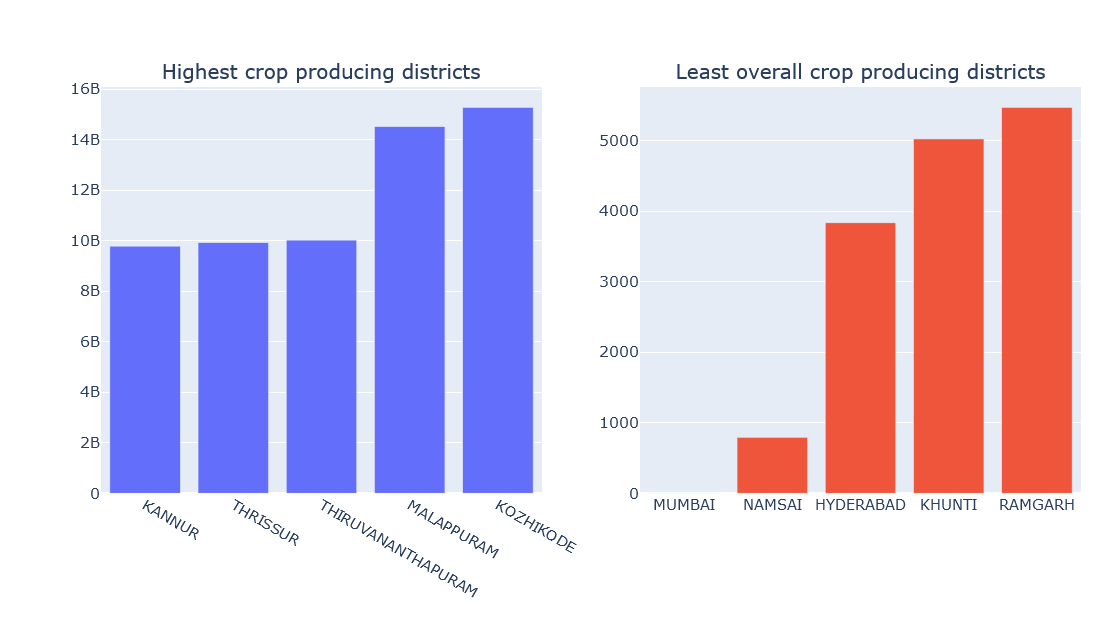 Highest crop producing districts
16B
14B
12B
10B
8B
6B
4B
2B
0
KANNUR
THRISSUR
THIRUVANANTHAPURAM
MALAPPURAM
KOZHIKODE
Least overall crop producing districts
5000
4000
3000
2000
1000
0
MUMBAI
NAMSAI
HYDERABAD
KHUNTI
RAMGARH